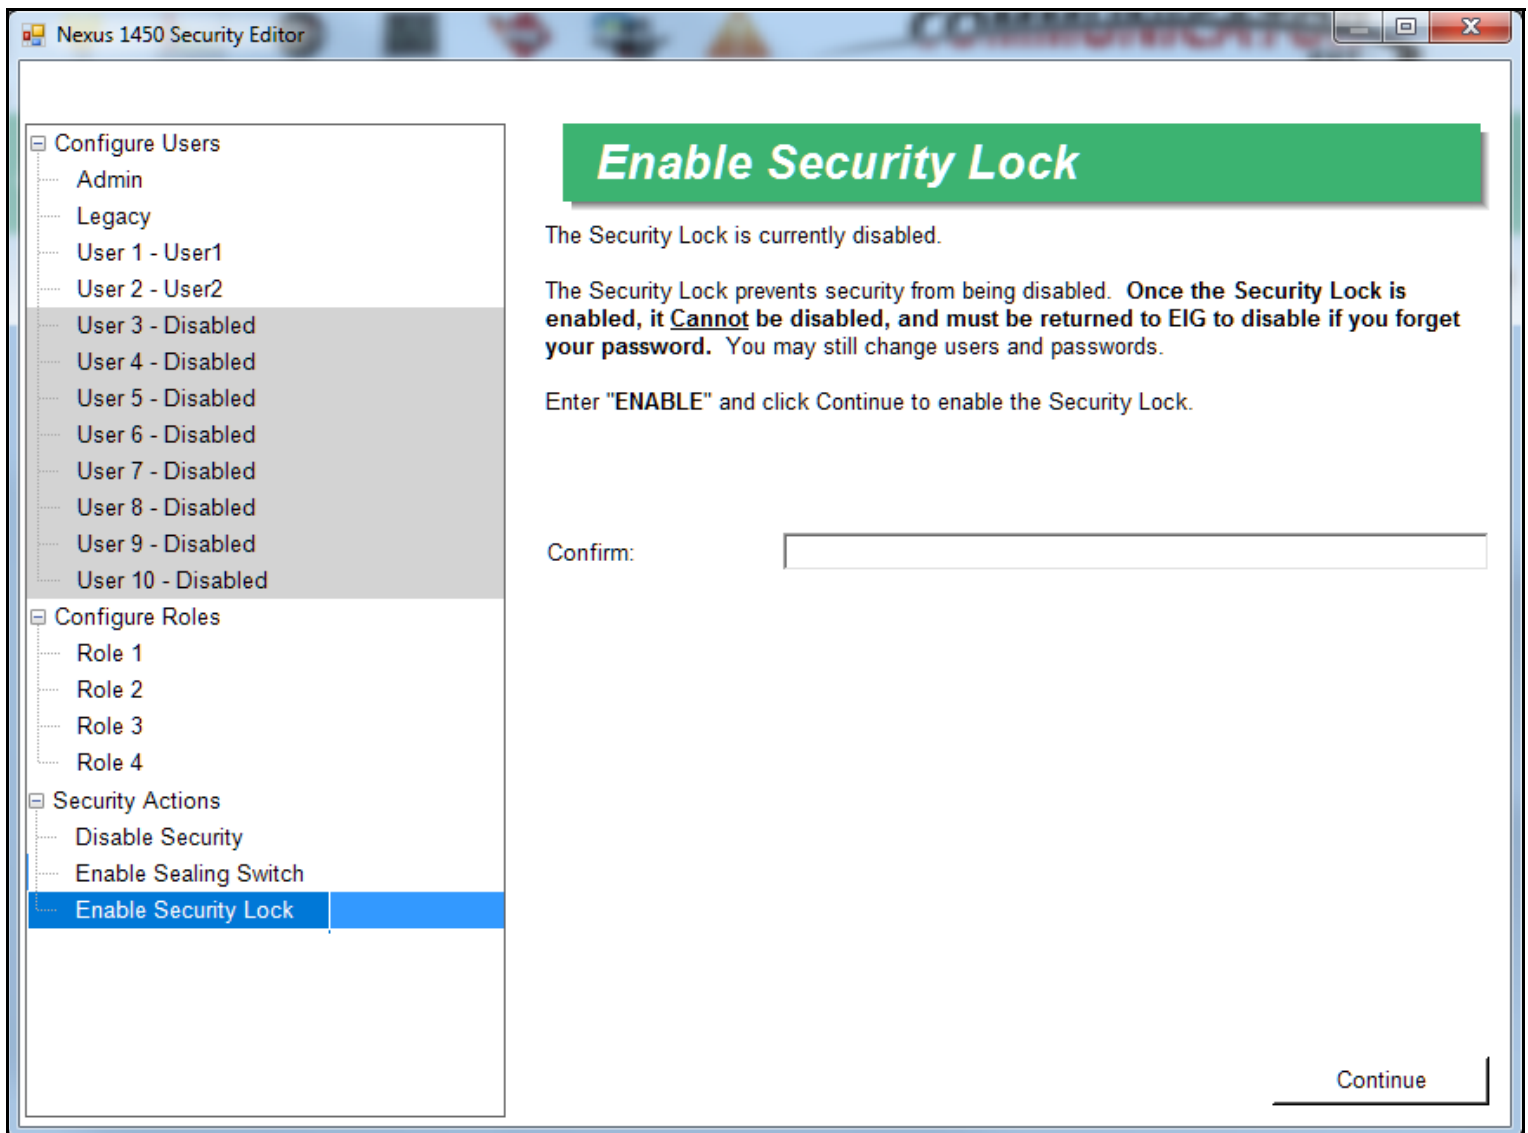 Nexus 1450 Security Editor
Configure Users
Admin
Legacy
User 1 - User1
User 2 - User2
User 3 - Disabled
User 4 - Disabled
User 5 - Disabled
User 6 - Disabled
User 7 - Disabled
User 8 - Disabled
User 9 - Disabled
User 10 - Disabled
Configure Roles
Role 1
Role 2
Role 3
Role 4
Security Actions
Disable Security
Enable Sealing Switch
Enable Security Lock
Enable Security Lock
The Security Lock is currently disabled.
The Security Lock prevents security from being disabled. Once the Security Lock is
enabled, it Cannot be disabled, and must be returned to EIG to disable if you forget
your password. You may still change users and passwords.
Enter "ENABLE" and click Continue to enable the Security Lock.
Confirm:
Continue